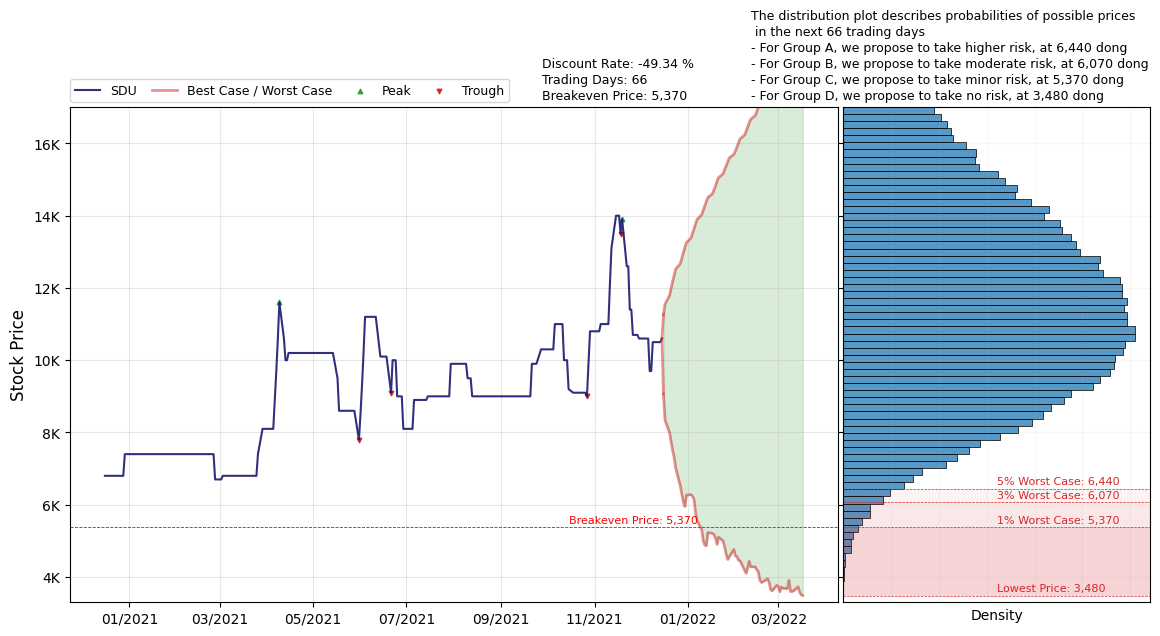 The distribution plot describes probabilities of possible prices
in the next 66 trading days
- For Group A, we propose to take higher risk, at 6,440 dong
- For Group B, we propose to take moderate risk, at 6,070 dong
- For Group C, we propose to take minor risk, at 5,370 dong
- For Group D, we propose to take no risk, at 3,480 dong
Discount Rate: -49.34 %
Trading Days: 66
Breakeven Price: 5,370
SDU
Best Case / Worst Case
Peak
Trough
Stock Price
16K
14K
12K
10K
8K
6K
4K
Breakeven Price: 5,370
01/2021
03/2021
05/2021
07/2021
09/2021
11/2021
01/2022
03/2022
5% Worst Case: 6,440
3% Worst Case: 6,070
1% Worst Case: 5,370
Lowest Price: 3,480
Density